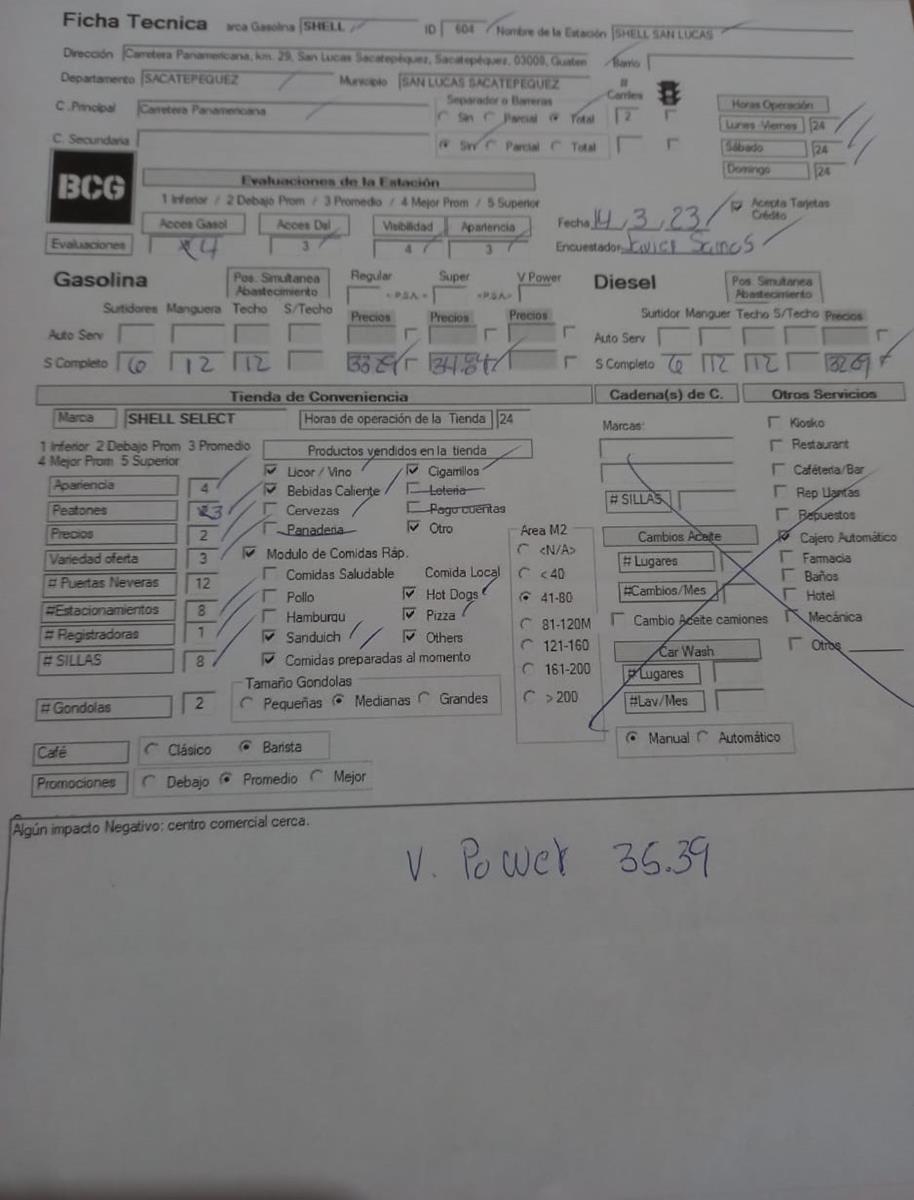 Ficha Tecnica arca Gasolina SHELL ID 604 Nombre de la Estación SHELL SAN LUCAS
Dirección Carretera Panamericana, km. 29, San Lucas Sacatepéquez, Sacatepéquez, 03008, Guatem Barrio
Departamento SACATEPEQUEZ Municipio SAN LUCAS SACATEPEQUEZ
Separador o Barreras # Carriles Horas Operación
C .Principal Carretera Panamericana Sin Parcial Total 2 Lunes -Viernes 24
C. Secundaria Sin Parcial Total Sábado 24
Domingo 24
BCG
Evaluaciones de la Estación
1 Inferior / 2 Debajo Prom / 3 Promedio / 4 Mejor Prom / 5 Superior
Acces Gasol Acces Dsl Visibilidad Apariencia Fecha 14, 3, 23 Acepta Tarjetas Crédito
Evaluaciones 4 3 4 3 Encuestador
Gasolina Pos. Simultanea Abastecimiento Regular Super V Power Diesel Pos. Simultanea Abastecimiento
< P.S.A. > <P.S.A.>
Surtidores Manguera Techo S/Techo Precios Precios Precios Surtidor Manguer Techo S/Techo Precios
Auto Serv Auto Serv
S Completo 6 12 12 33.29 34.84 S Completo 6 12 12 32.69
Tienda de Conveniencia Cadena(s) de C. Otros Servicios
Marca SHELL SELECT Horas de operación de la Tienda 24 Marcas: Kiosko
1 Inferior 2 Debajo Prom 3 Promedio Productos vendidos en la tienda Restaurant
4 Mejor Prom 5 Superior
Apariencia 4 Licor / Vino Cigarrillos Caféteria/Bar
Peatones 3 Bebidas Caliente Loteria # SILLAS Rep Llantas
Precios 2 Cervezas Pago cuentas Repuestos
Panaderia Otro Area M2 Cambios Aceite Cajero Automático
Variedad oferta 3 Modulo de Comidas Ráp. <N/A> # Lugares Farmacia
# Puertas Neveras 12 Comidas Saludable Comida Local < 40 Baños
#Estacionamientos 8 Pollo Hot Dogs 41-80 #Cambios/Mes Hotel
# Registradoras 1 Hamburqu Pizza 81-120M Cambio Aceite camiones Mecánica
Sanduich Others 121-160 Car Wash Otros
# SILLAS 8 Comidas preparadas al momento 161-200 # Lugares
# Gondolas 2 Tamaño Gondolas > 200 #Lav/Mes
Pequeñas Medianas Grandes
Café Clásico Barista Manual Automático
Promociones Debajo Promedio Mejor
Algún impacto Negativo: centro comercial cerca.
V. Power 35.39